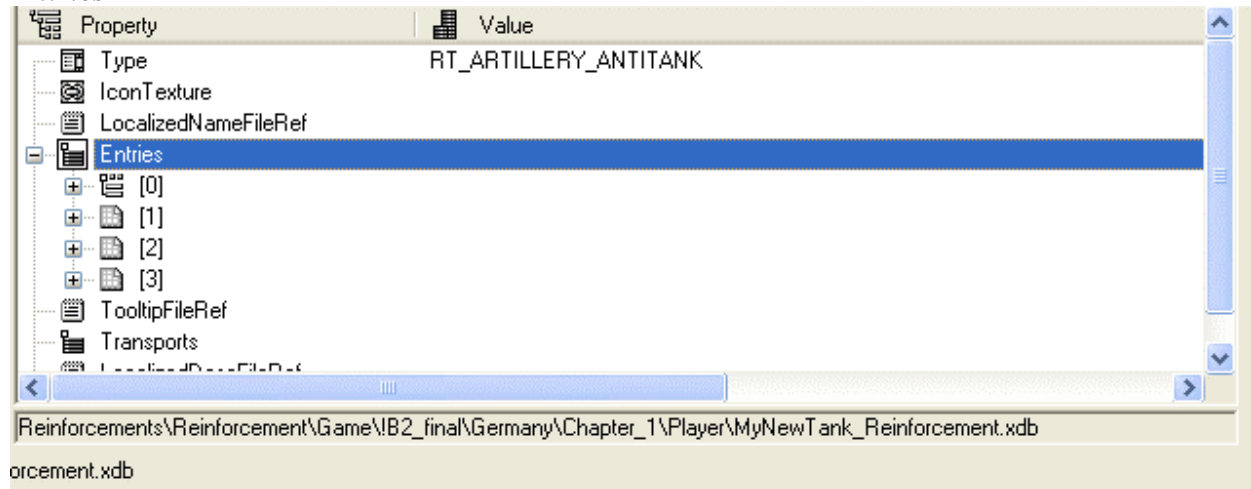 Property Value
Type RT_ARTILLERY_ANTITANK
IconTexture
LocalizedNameFileRef
Entries
[0]
[1]
[2]
[3]
TooltipFileRef
Transports
Reinforcements\Reinforcement\Game\!B2_final\Germany\Chapter_1\Player\MyNewTank_Reinforcement.xdb
orcement.xdb